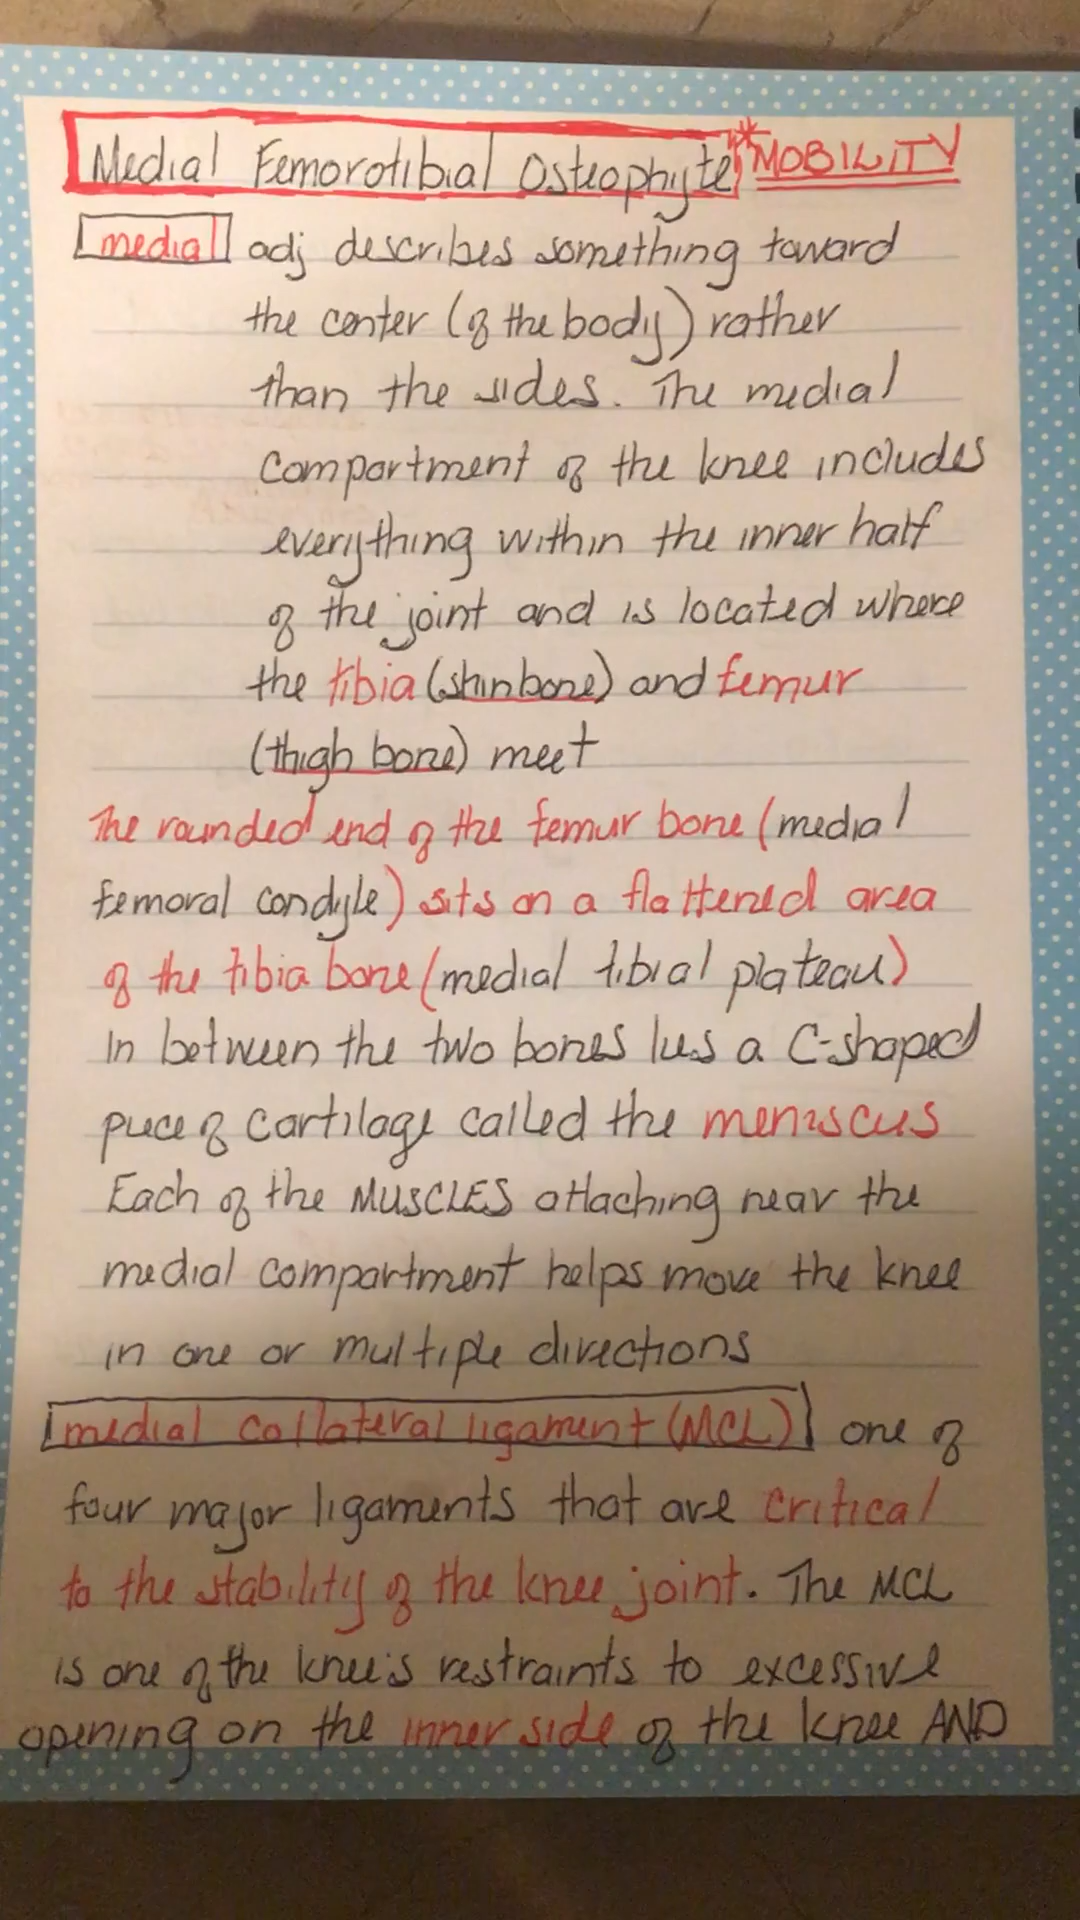 Medial Femorotibial Osteophyte *MOBILITY
medial adj describes something toward
the center (of the body) rather
than the sides. The medial
compartment of the knee includes
everything within the inner half
of the joint and is located where
the tibia (shinbone) and femur
(thigh bone) meet
The rounded end of the femur bone (medial
femoral condyle) sits on a flattened area
of the tibia bone (medial tibial plateau)
In between the two bones lies a C-shaped
piece of cartilage called the meniscus
Each of the MUSCLES attaching near the
medial compartment helps move the knee
in one or multiple directions
medial collateral ligament (MCL) one of
four major ligaments that are critical
to the stability of the knee joint. The MCL
is one of the knee's restraints to excessive
opening on the inner side of the knee AND